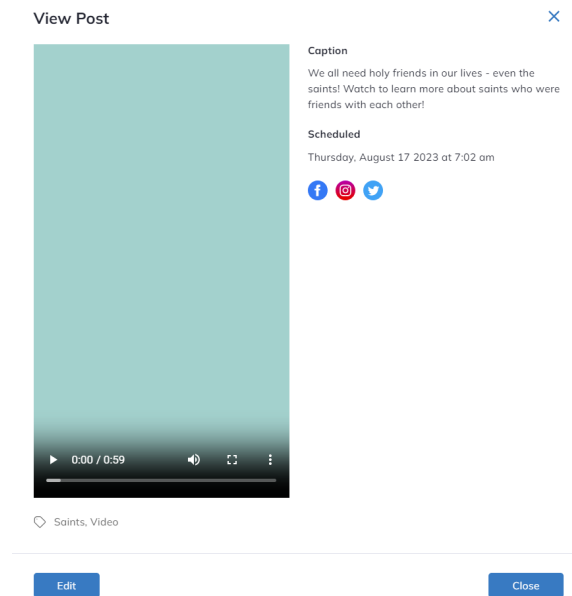 View Post
Caption
We all need holy friends in our lives - even the
saints! Watch to learn more about saints who were
friends with each other!
Scheduled
Thursday, August 17 2023 at 7:02 am
0:00 / 0:59
Saints, Video
Edit
Close